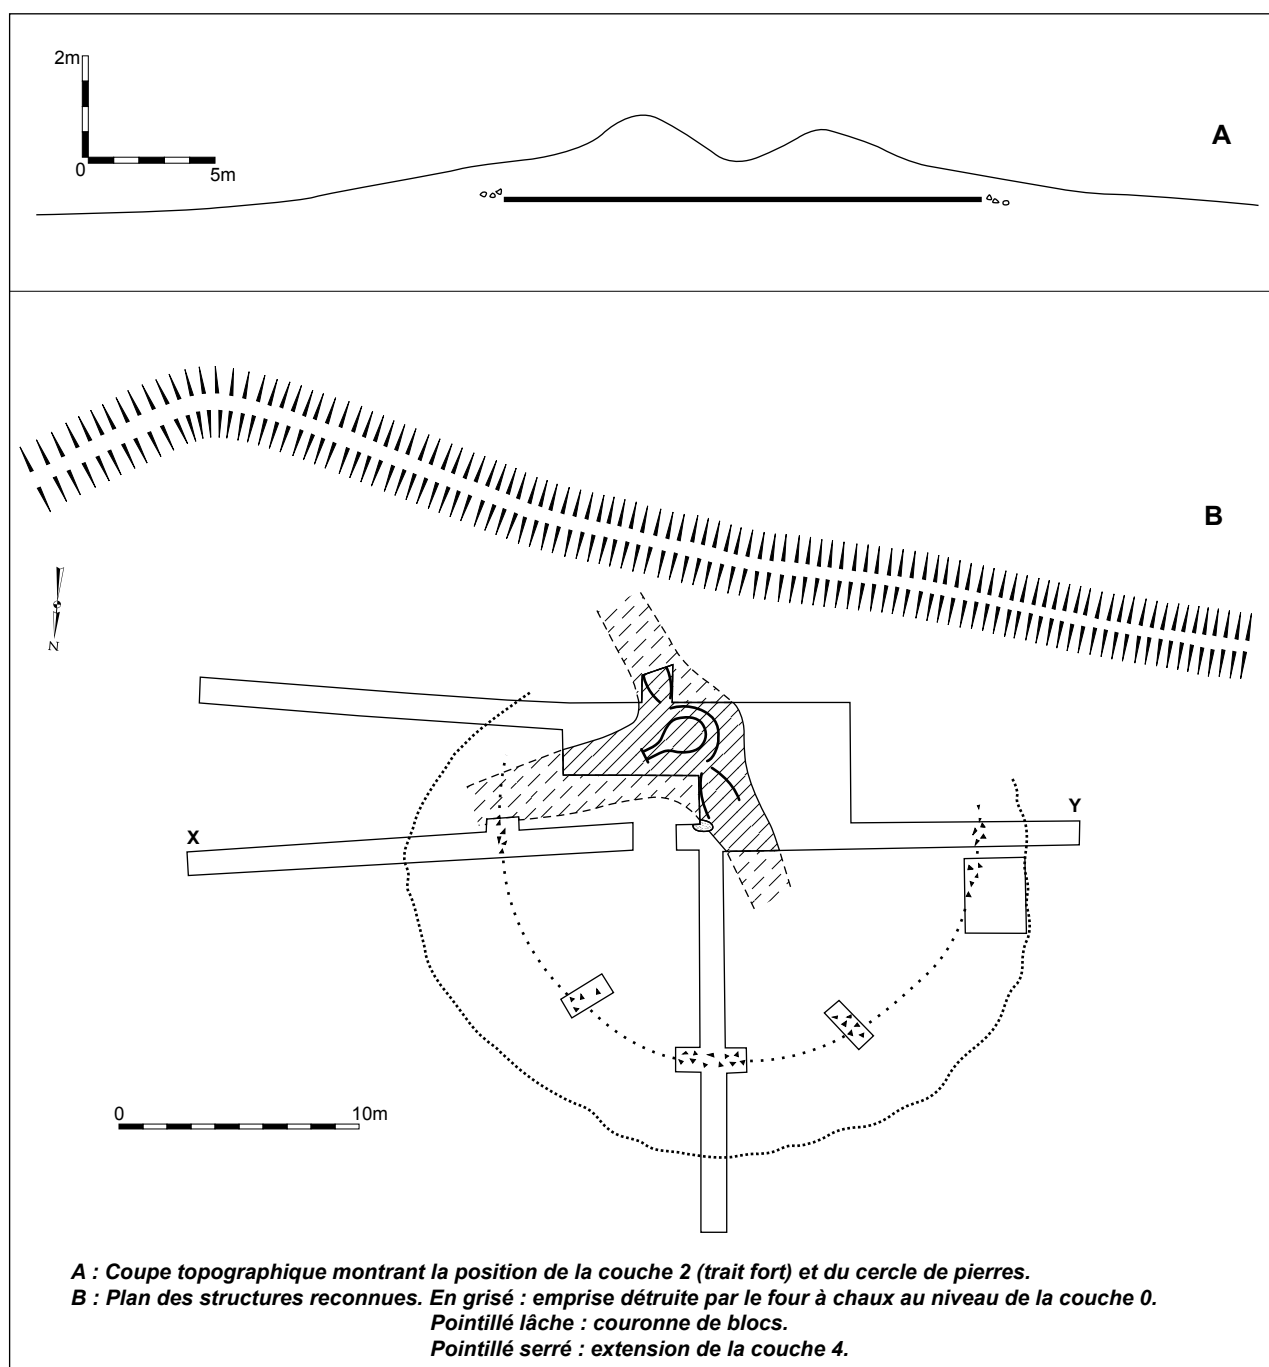 2m
A
0
5m
B
N
X
Y
0
10m
A : Coupe topographique montrant la position de la couche 2 (trait fort) et du cercle de pierres.
B : Plan des structures reconnues. En grisé : emprise détruite par le four à chaux au niveau de la couche 0.
Pointillé lâche : couronne de blocs.
Pointillé serré : extension de la couche 4.